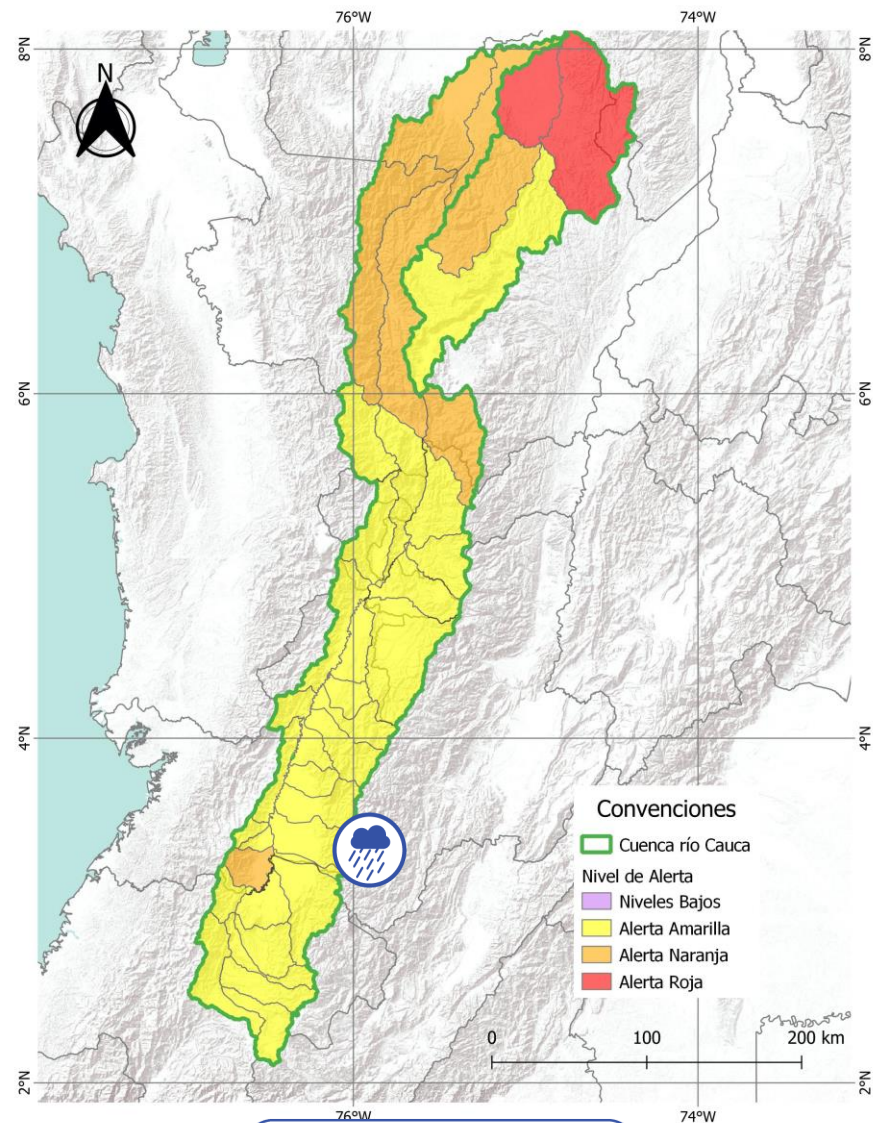 76°W 74°W
8°N 8°N
N
6°N 6°N
4°N 4°N
Convenciones
Cuenca río Cauca
Nivel de Alerta
Niveles Bajos
Alerta Amarilla
Alerta Naranja
Alerta Roja
0 100 200 km
2°N 2°N
76°W 74°W